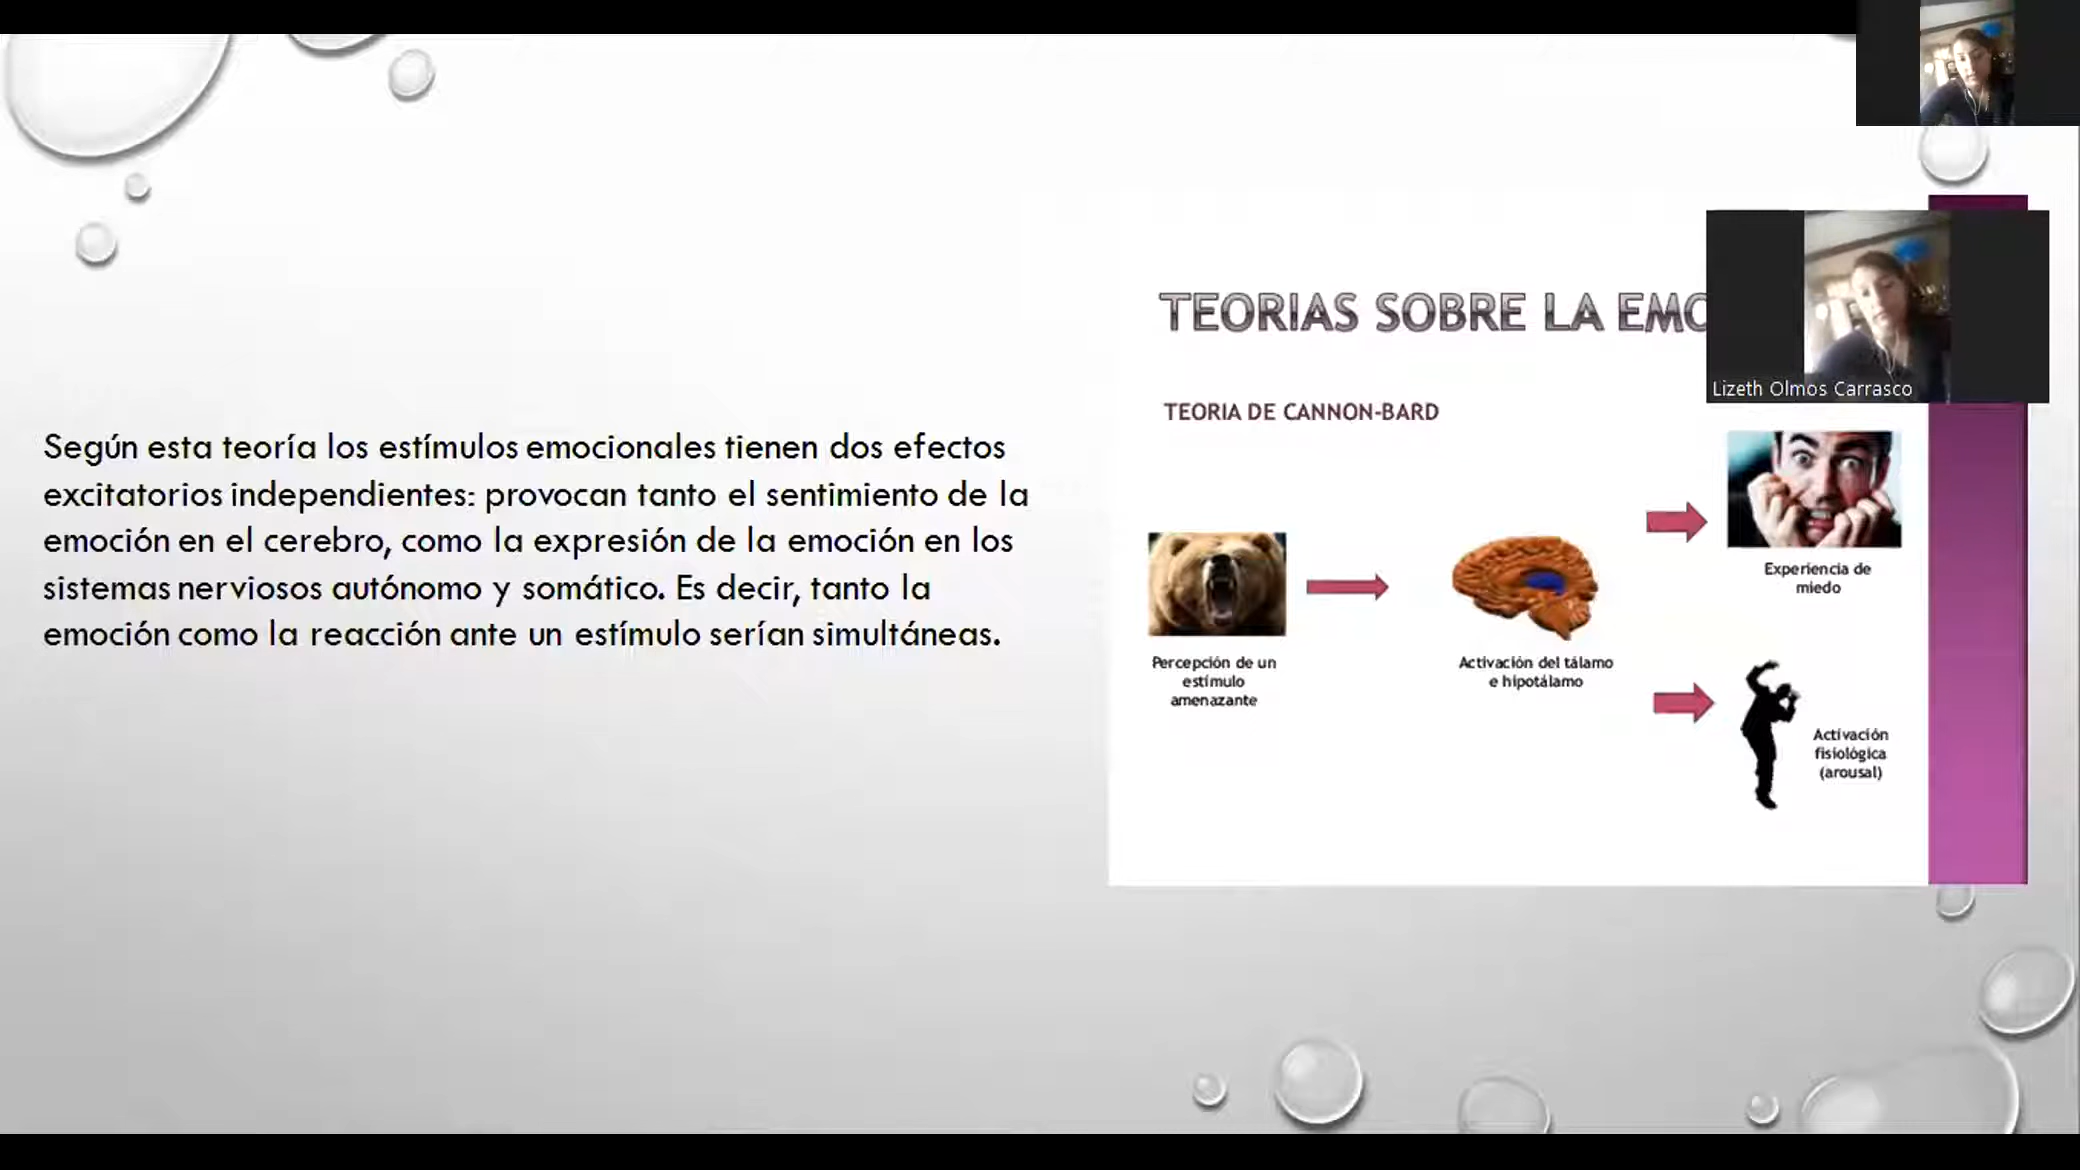 Según esta teoría los estímulos emocionales tienen dos efectos
excitatorios independientes: provocan tanto el sentimiento de la
emoción en el cerebro, como la expresión de la emoción en los
sistemas nerviosos autónomo y somático. Es decir, tanto la
emoción como la reacción ante un estímulo serían simultáneas.
TEORIAS SOBRE LA EMO
Lizeth Olmos Carrasco
TEORIA DE CANNON-BARD
Percepción de un
estímulo
amenazante
Activación del tálamo
e hipotálamo
Experiencia de
miedo
Activación
fisiológica
(arousal)